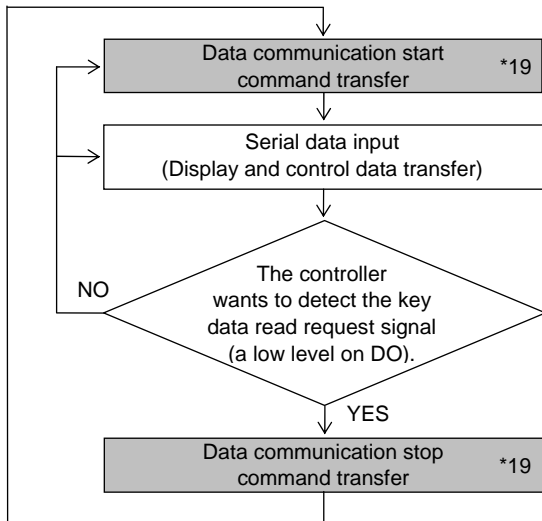 Data communication start
command transfer
*19
Serial data input
(Display and control data transfer)
The controller
wants to detect the key
data read request signal
(a low level on DO).
NO
YES
Data communication stop
command transfer
*19